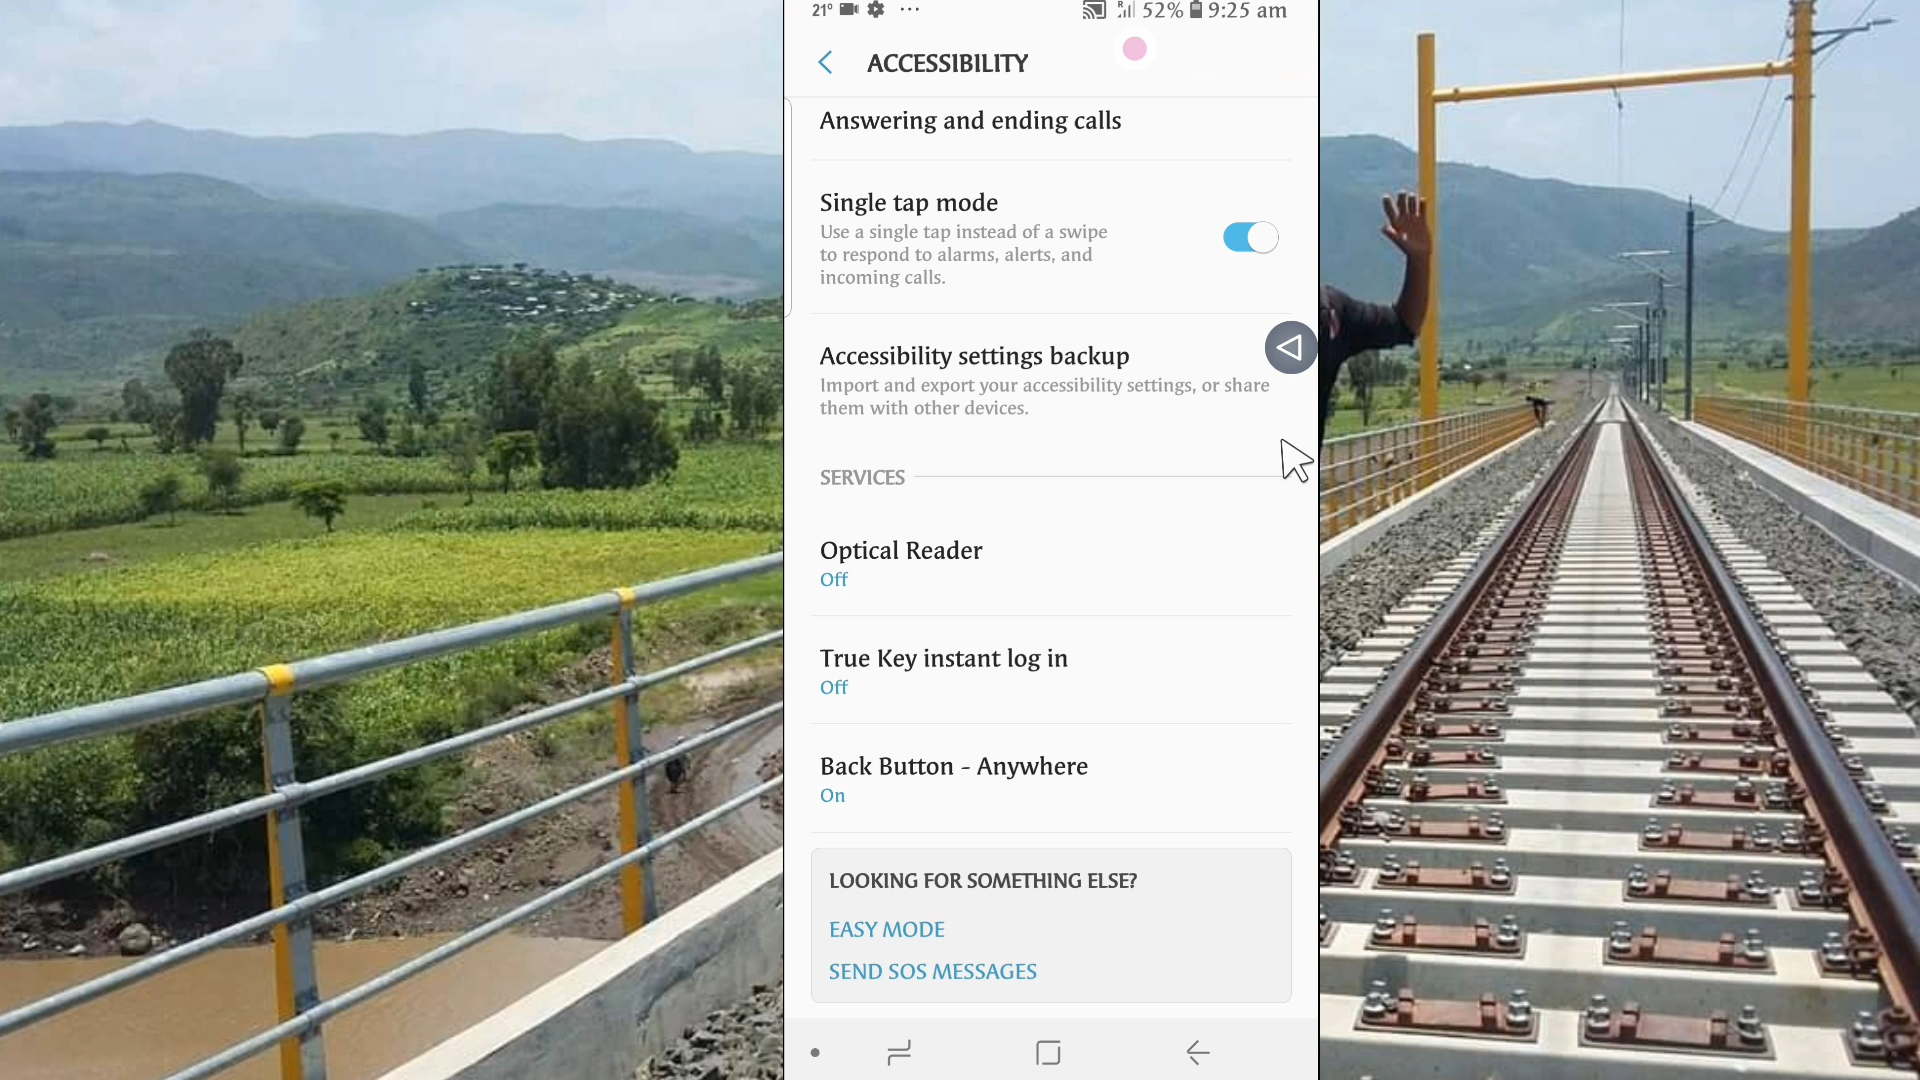 21°
52%
9:25 am
ACCESSIBILITY
Answering and ending calls
Single tap mode
Use a single tap instead of a swipe
to respond to alarms, alerts, and
incoming calls.
Accessibility settings backup
Import and export your accessibility settings, or share
them with other devices.
SERVICES
Optical Reader
Off
True Key instant log in
Off
Back Button - Anywhere
On
LOOKING FOR SOMETHING ELSE?
EASY MODE
SEND SOS MESSAGES